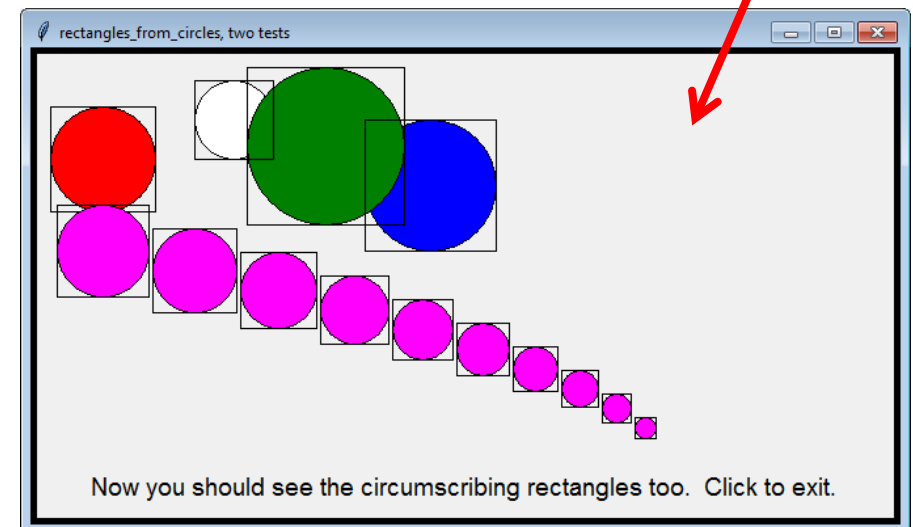 rectangles_from_circles, two tests
Now you should see the circumscribing rectangles too.  Click to exit.